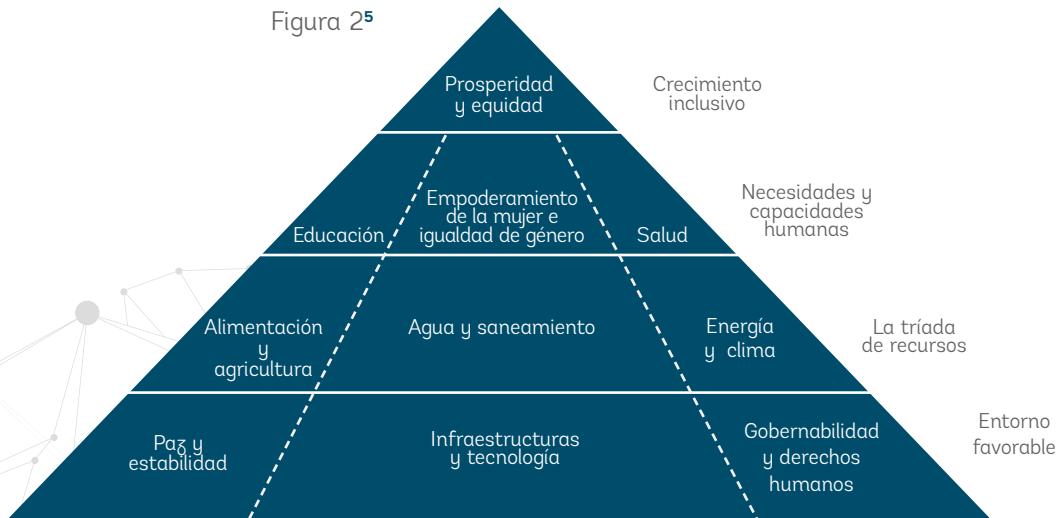 Figura 2⁵
Prosperidad
y equidad
Crecimiento
inclusivo
Educación
Empoderamiento
de la mujer e
igualdad de género
Salud
Necesidades y
capacidades
humanas
Alimentación
y
agricultura
Agua y saneamiento
Energía
y clima
La tríada
de recursos
Paz y
estabilidad
Infraestructuras
y tecnología
Gobernabilidad
y derechos
humanos
Entorno
favorable